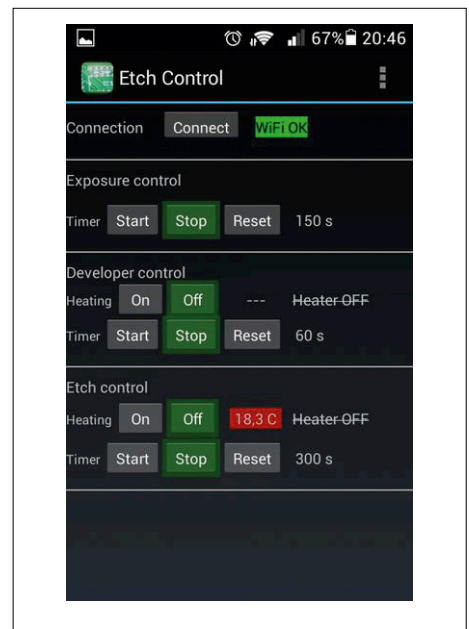 67% 20:46
Etch Control
Connection Connect WiFi OK
Exposure control
Timer Start Stop Reset 150 s
Developer control
Heating On Off --- Heater OFF
Timer Start Stop Reset 60 s
Etch control
Heating On Off 18,3 C Heater OFF
Timer Start Stop Reset 300 s